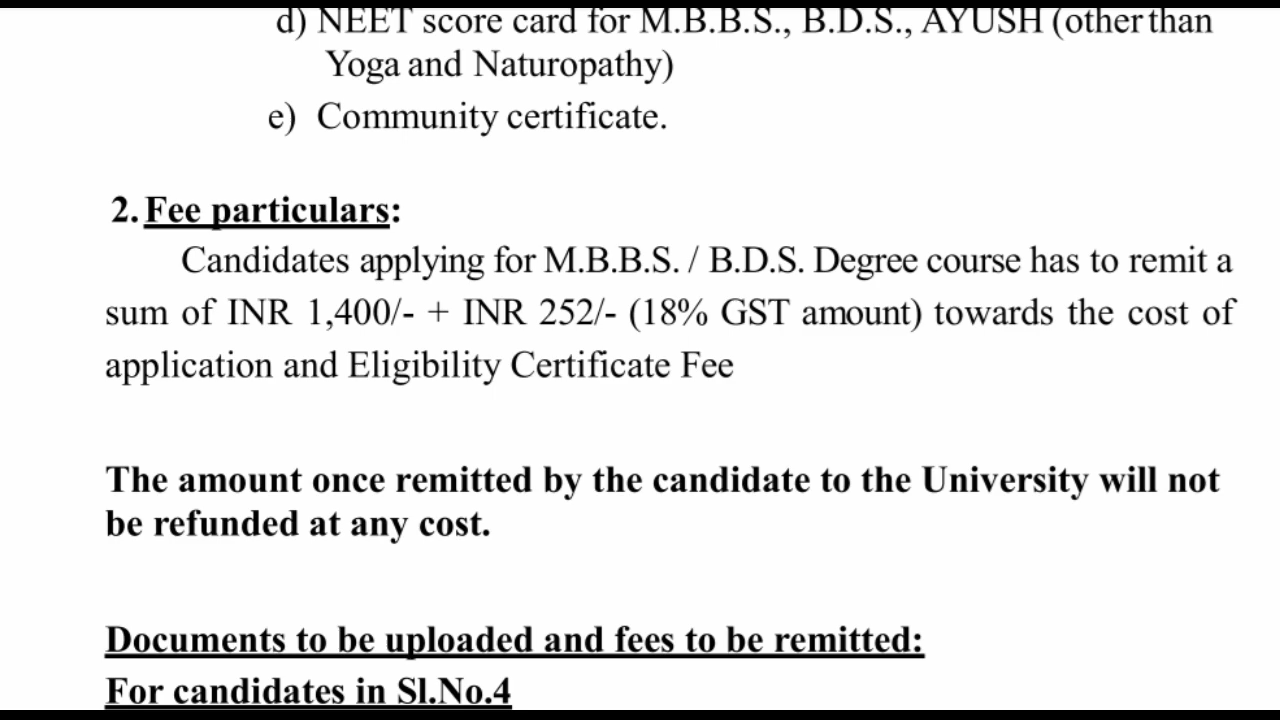 d) NEET score card for M.B.B.S., B.D.S., AYUSH (other than
Yoga and Naturopathy)
e) Community certificate.
2. Fee particulars:
Candidates applying for M.B.B.S. / B.D.S. Degree course has to remit a
sum of INR 1,400/- + INR 252/- (18% GST amount) towards the cost of
application and Eligibility Certificate Fee
The amount once remitted by the candidate to the University will not
be refunded at any cost.
Documents to be uploaded and fees to be remitted:
For candidates in Sl.No.4